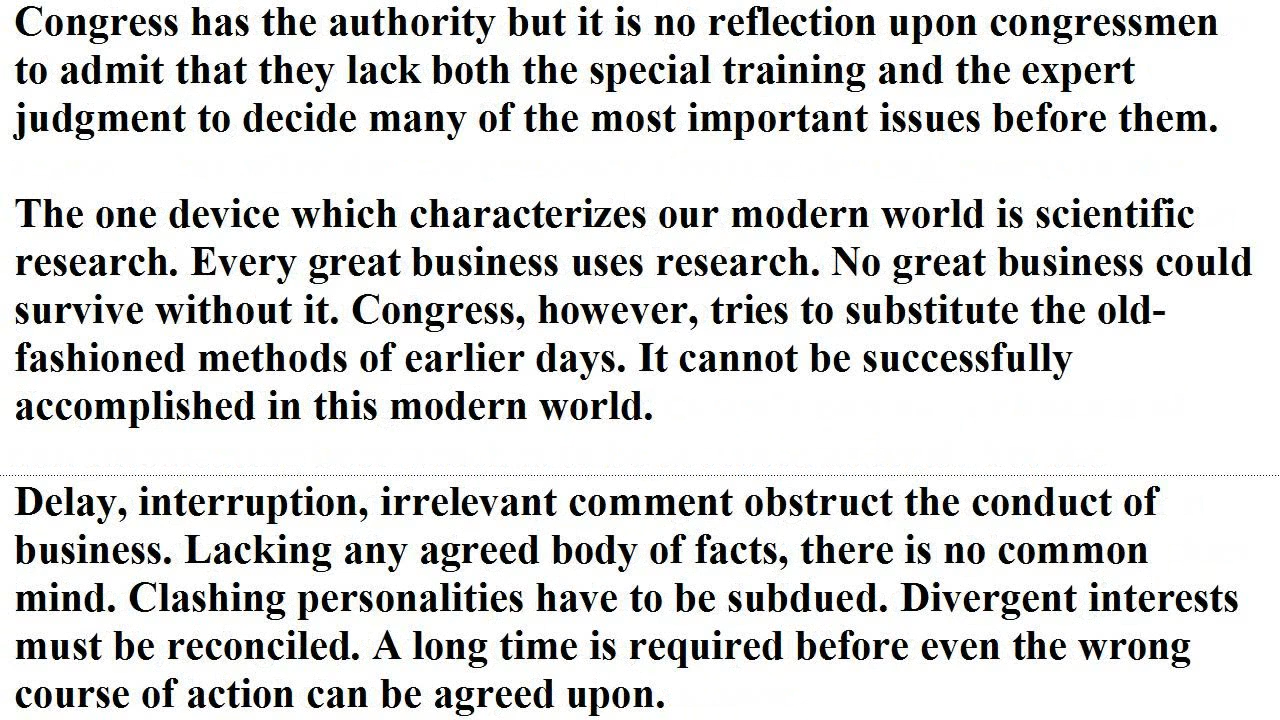 Congress has the authority but it is no reflection upon congressmen
to admit that they lack both the special training and the expert
judgment to decide many of the most important issues before them.
The one device which characterizes our modern world is scientific
research. Every great business uses research. No great business could
survive without it. Congress, however, tries to substitute the old-
fashioned methods of earlier days. It cannot be successfully
accomplished in this modern world.
Delay, interruption, irrelevant comment obstruct the conduct of
business. Lacking any agreed body of facts, there is no common
mind. Clashing personalities have to be subdued. Divergent interests
must be reconciled. A long time is required before even the wrong
course of action can be agreed upon.